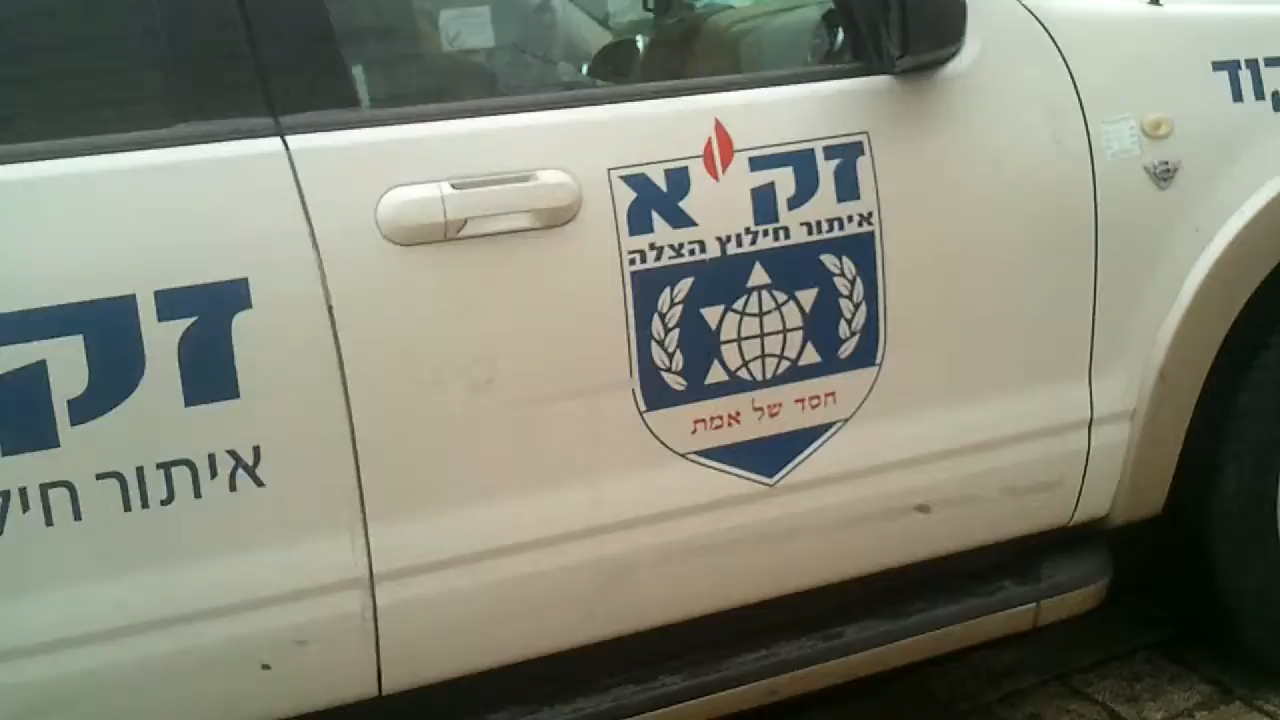 זק'א
איתור חילוץ הצלה
חסד של אמת
זק
איתור